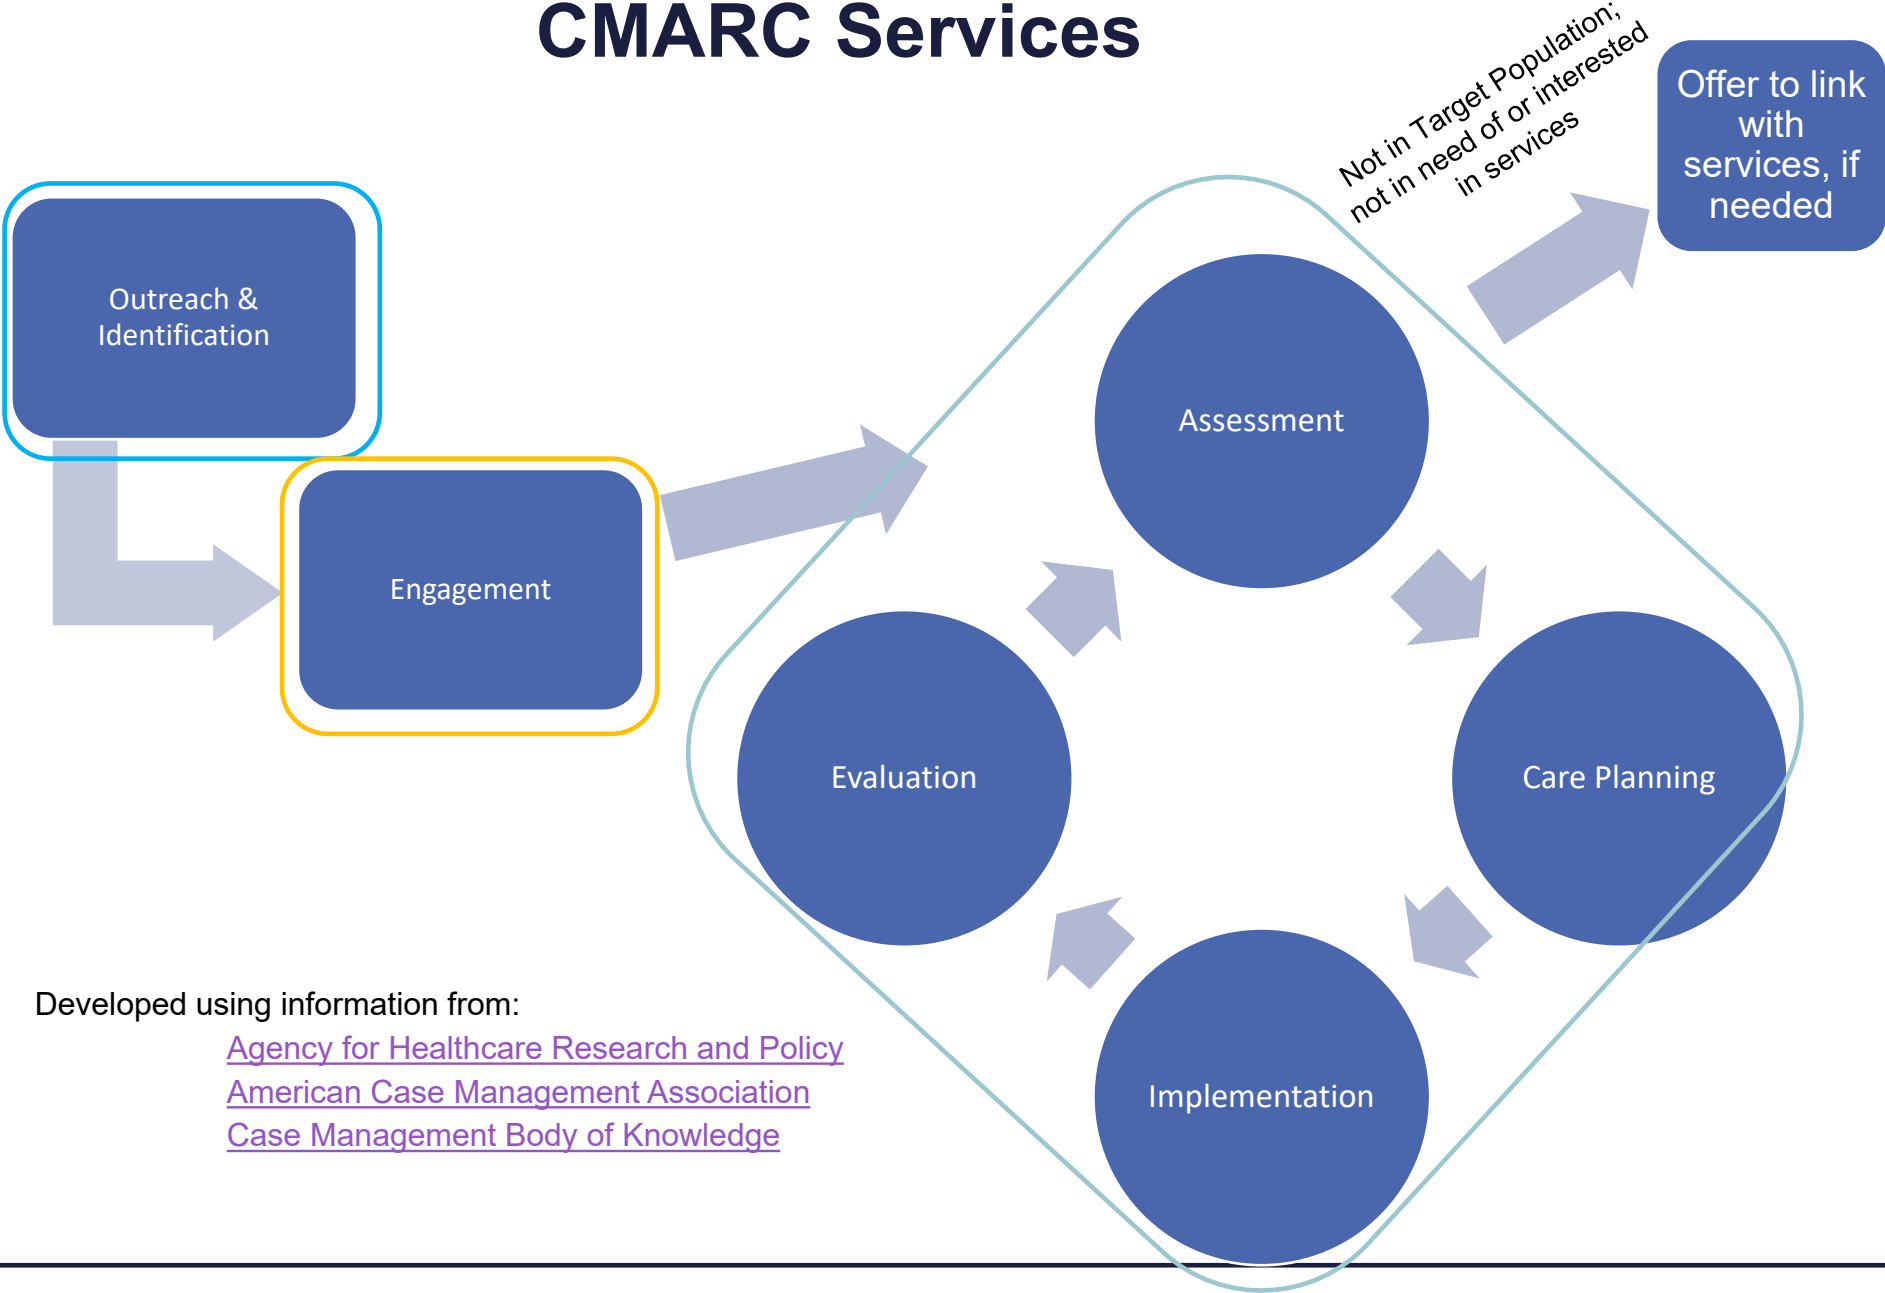 CMARC Services
Not in Target Population;
not in need of or interested
in services
Offer to link
with
services, if
needed
Outreach &
Identification
Engagement
Assessment
Evaluation
Care Planning
Implementation
Developed using information from:
Agency for Healthcare Research and Policy
American Case Management Association
Case Management Body of Knowledge